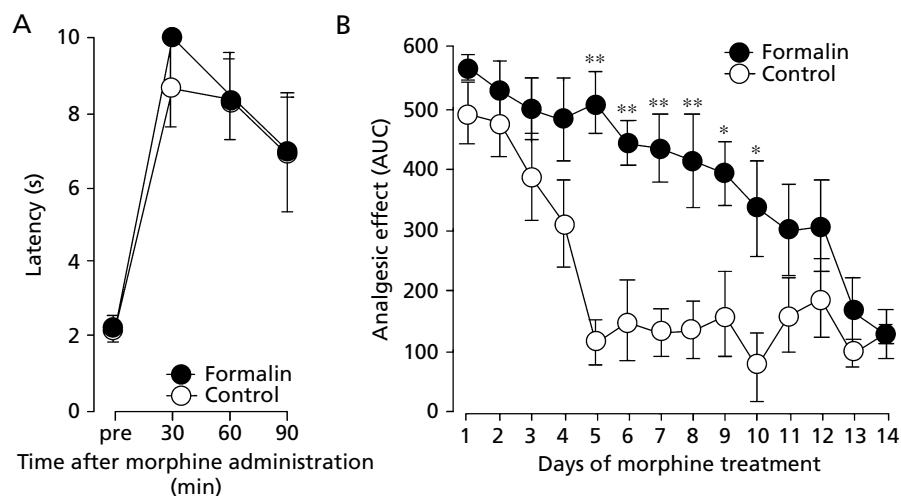 A
10
8
6
4
2
0
Latency (s)
Formalin
Control
pre 30 60 90
Time after morphine administration
(min)
B
600
500
400
300
200
100
0
Analgesic effect (AUC)
Formalin
Control
** ** ** ** * *
1 2 3 4 5 6 7 8 9 10 11 12 13 14
Days of morphine treatment